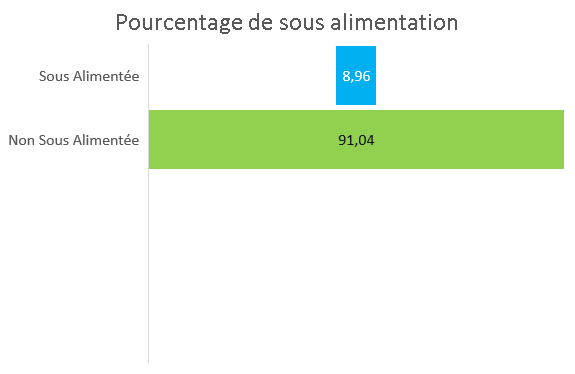 Pourcentage de sous alimentation
Sous Alimentée
8,96
Non Sous Alimentée
91,04